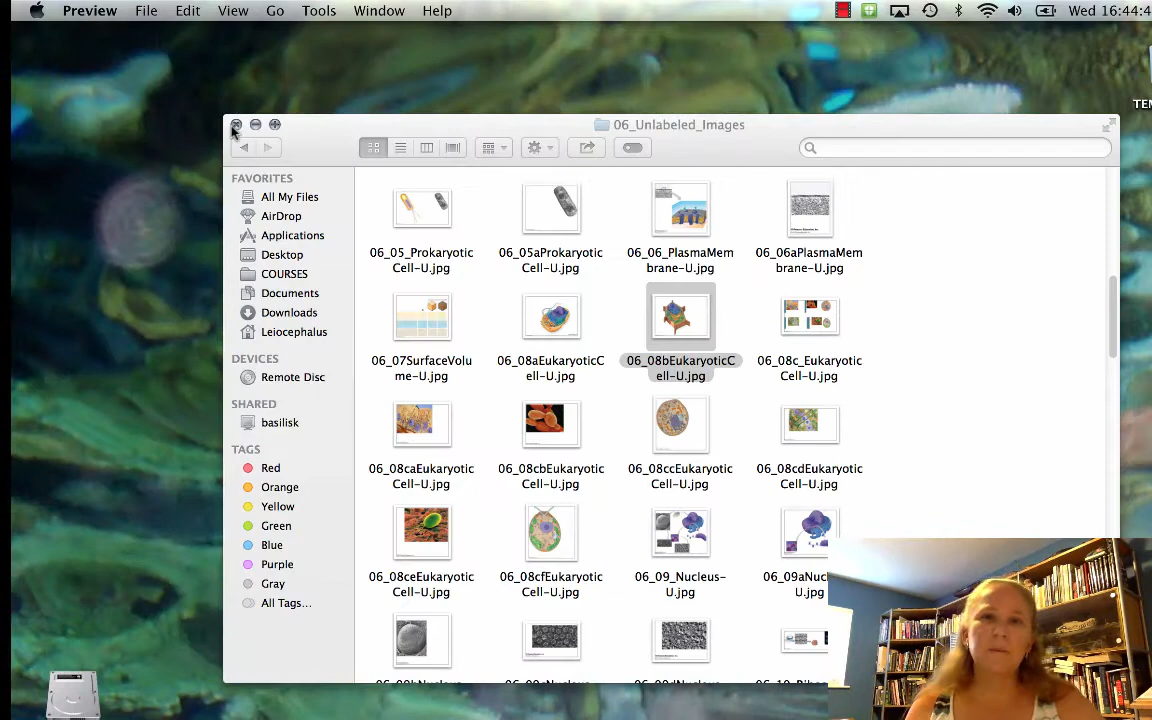 Preview File Edit View Go Tools Window Help Wed 16:44:4
TEM
06_Unlabeled_Images
FAVORITES
All My Files
AirDrop
Applications
Desktop
COURSES
Documents
Downloads
Leiocephalus
DEVICES
Remote Disc
SHARED
basilisk
TAGS
Red
Orange
Yellow
Green
Blue
Purple
Gray
All Tags...
06_05_Prokaryotic 06_05aProkaryotic 06_06_PlasmaMem 06_06aPlasmaMem
Cell-U.jpg Cell-U.jpg brane-U.jpg brane-U.jpg
06_07SurfaceVolu 06_08aEukaryoticC 06_08bEukaryoticC 06_08c_Eukaryotic
me-U.jpg ell-U.jpg ell-U.jpg Cell-U.jpg
06_08caEukaryotic 06_08cbEukaryotic 06_08ccEukaryotic 06_08cdEukaryotic
Cell-U.jpg Cell-U.jpg Cell-U.jpg Cell-U.jpg
06_08ceEukaryotic 06_08cfEukaryotic 06_09_Nucleus- 06_09aNuc
Cell-U.jpg Cell-U.jpg U.jpg U.j